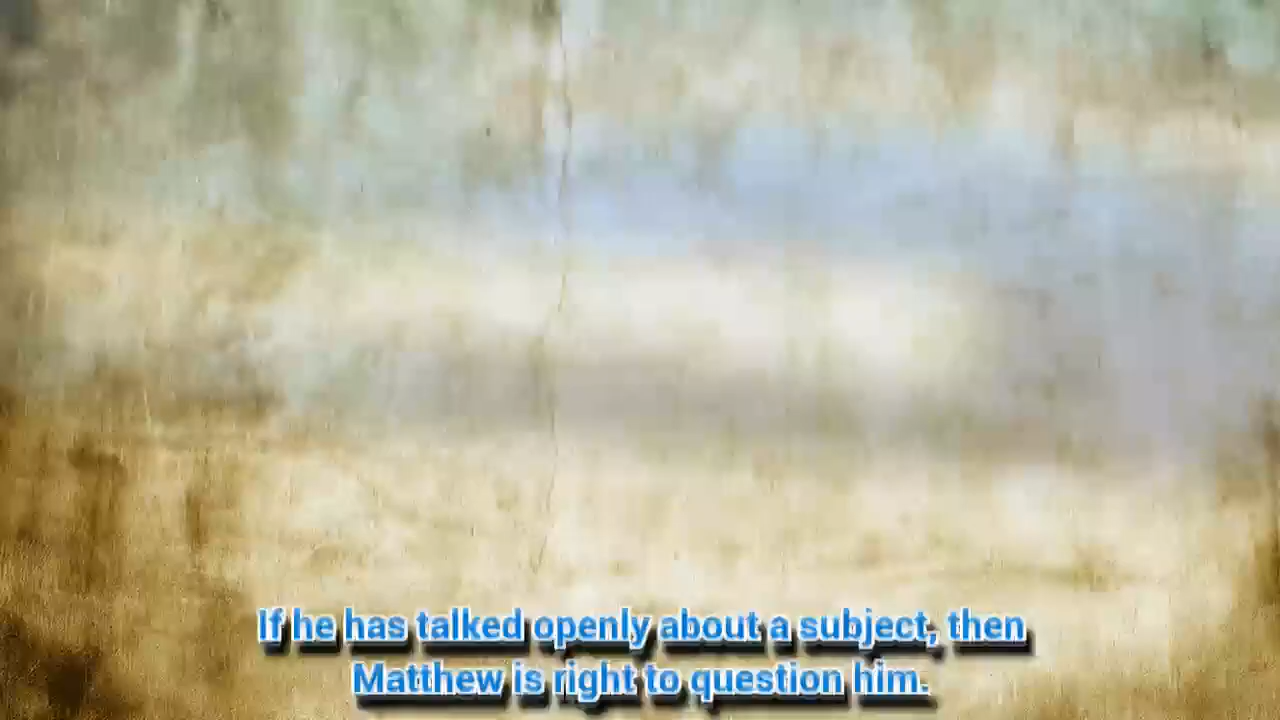 If he has talked openly about a subject, then
Matthew is right to question him.